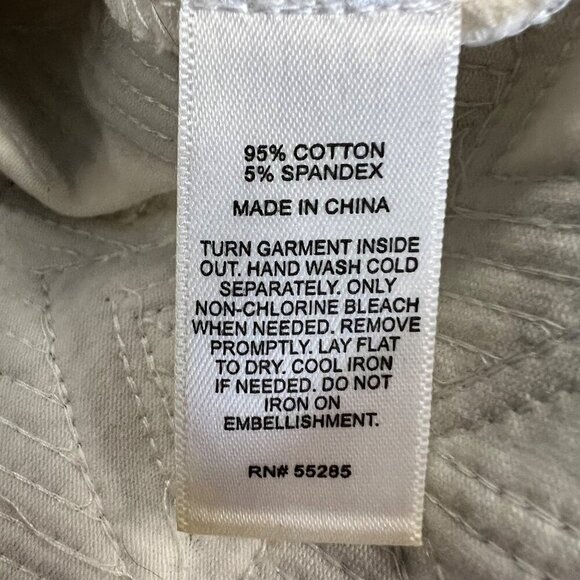 95% COTTON
5% SPANDEX
MADE IN CHINA
TURN GARMENT INSIDE
OUT. HAND WASH COLD
SEPARATELY. ONLY
NON-CHLORINE BLEACH
WHEN NEEDED. REMOVE
PROMPTLY. LAY FLAT
TO DRY. COOL IRON
IF NEEDED. DO NOT
IRON ON
EMBELLISHMENT.
RN# 55285